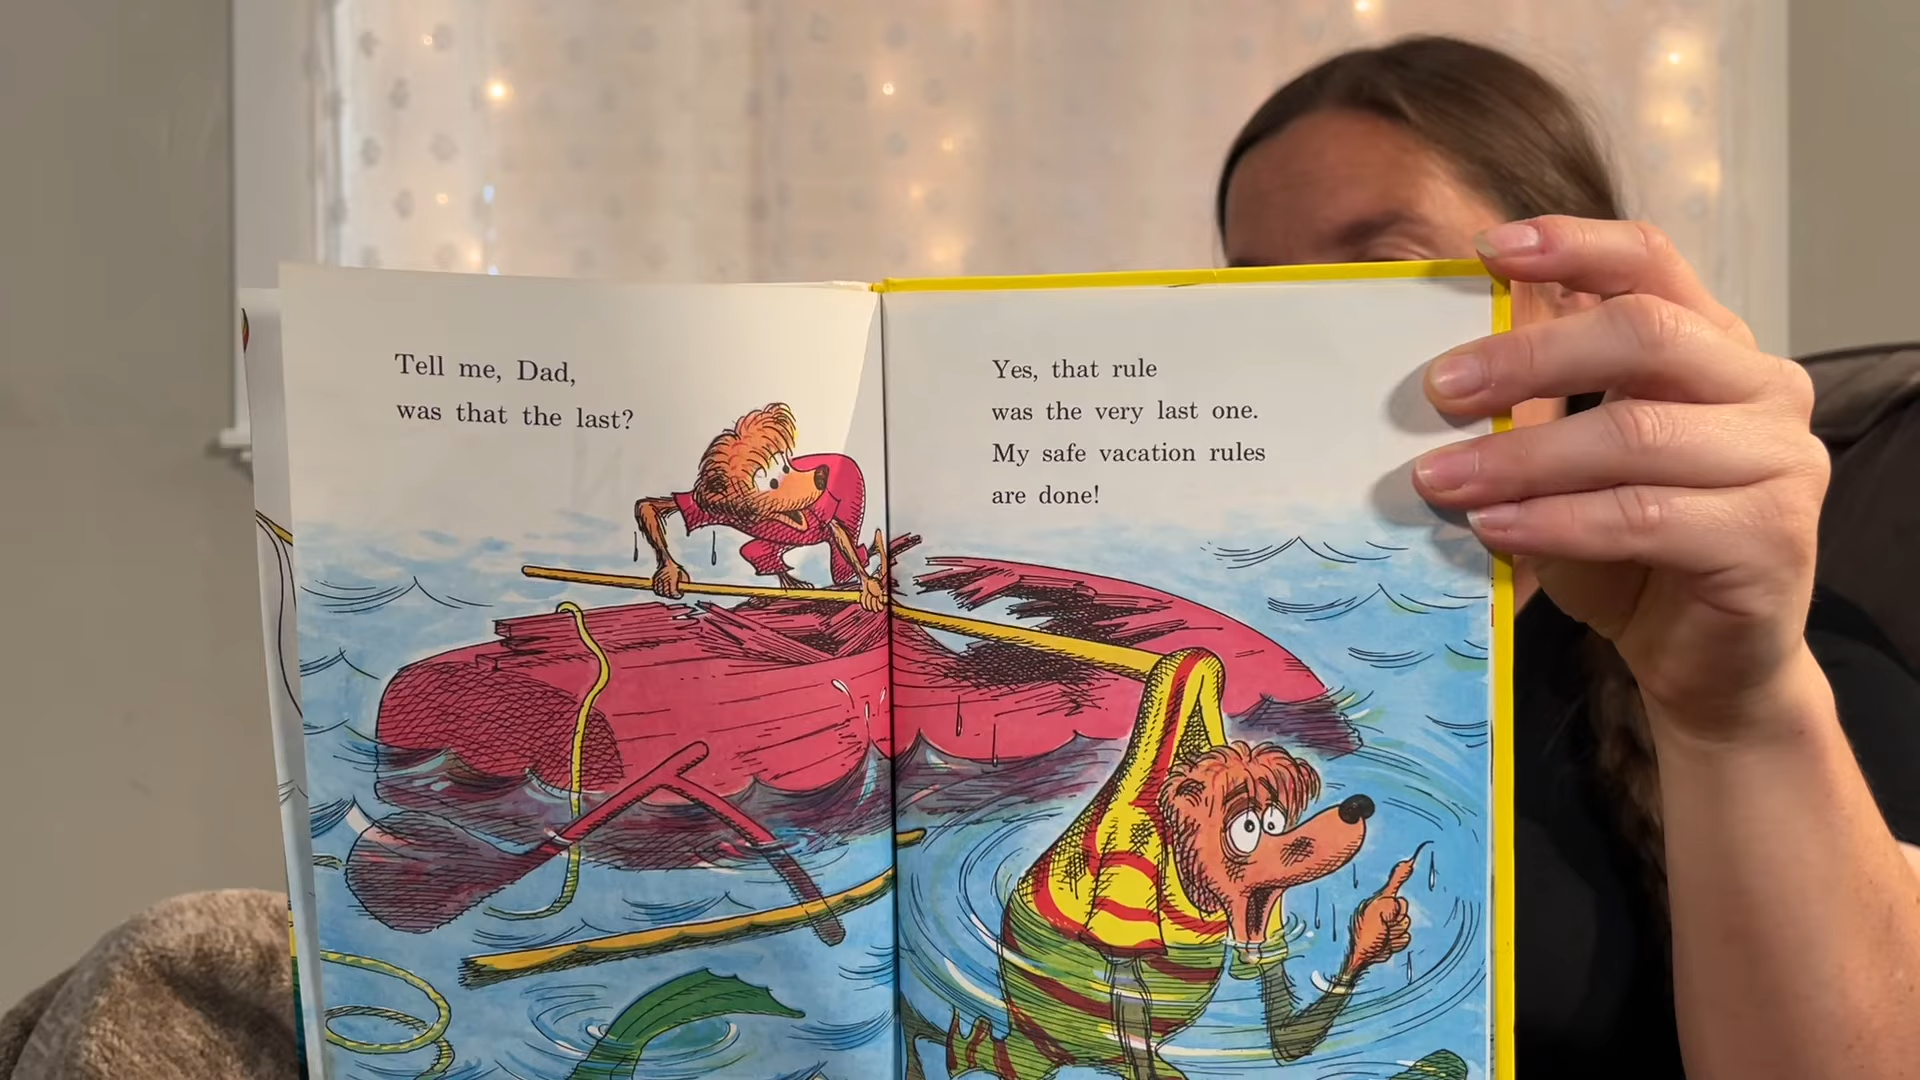 Tell me, Dad,
was that the last?
Yes, that rule
was the very last one.
My safe vacation rules
are done!